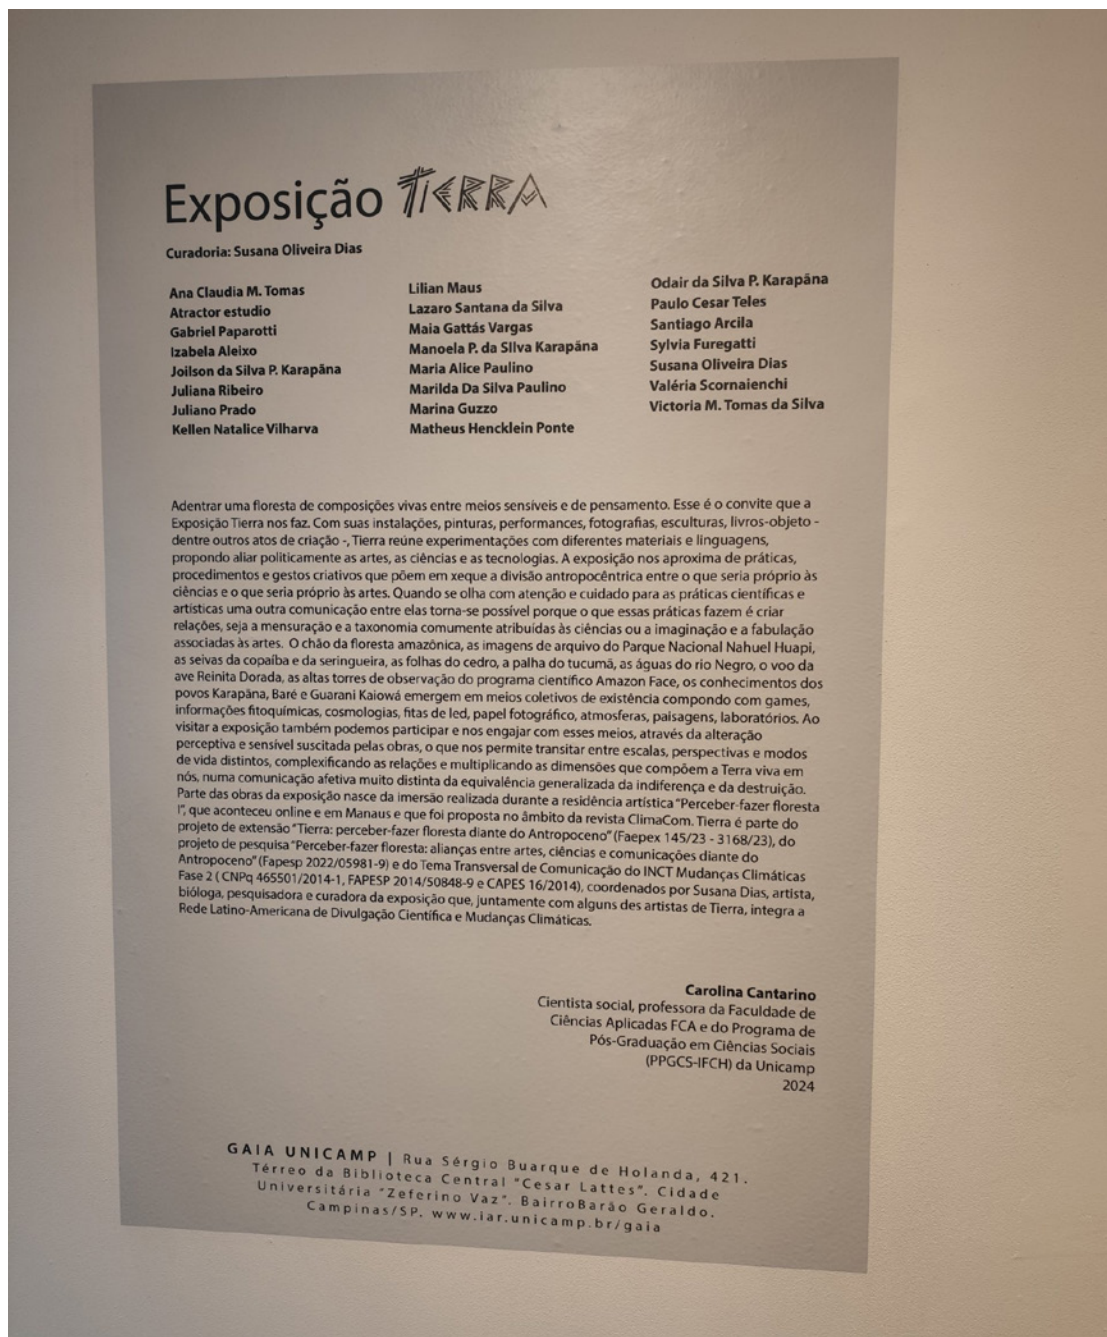 Exposição TIERRA
Curadoria: Susana Oliveira Dias
Ana Claudia M. Tomas
Atractor estudio
Gabriel Paparotti
Izabela Aleixo
Joilson da Silva P. Karapãna
Juliana Ribeiro
Juliano Prado
Kellen Natalice Vilharva
Lilian Maus
Lazaro Santana da Silva
Maia Gattás Vargas
Manoela P. da SIlva Karapãna
Maria Alice Paulino
Marilda Da Silva Paulino
Marina Guzzo
Matheus Hencklein Ponte
Odair da Silva P. Karapãna
Paulo Cesar Teles
Santiago Arcila
Sylvia Furegatti
Susana Oliveira Dias
Valéria Scornaienchi
Victoria M. Tomas da Silva
Adentrar uma floresta de composições vivas entre meios sensíveis e de pensamento. Esse é o convite que a
Exposição Tierra nos faz. Com suas instalações, pinturas, performances, fotografias, esculturas, livros-objeto -
dentre outros atos de criação -, Tierra reúne experimentações com diferentes materiais e linguagens,
propondo aliar politicamente as artes, as ciências e as tecnologias. A exposição nos aproxima de práticas,
procedimentos e gestos criativos que põem em xeque a divisão antropocêntrica entre o que seria próprio às
ciências e o que seria próprio às artes. Quando se olha com atenção e cuidado para as práticas científicas e
artísticas uma outra comunicação entre elas torna-se possível porque o que essas práticas fazem é criar
relações, seja a mensuração e a taxonomia comumente atribuídas às ciências ou a imaginação e a fabulação
associadas às artes. O chão da floresta amazônica, as imagens de arquivo do Parque Nacional Nahuel Huapi,
as seivas da copaíba e da seringueira, as folhas do cedro, a palha do tucumã, as águas do rio Negro, o voo da
ave Reinita Dorada, as altas torres de observação do programa científico Amazon Face, os conhecimentos dos
povos Karapãna, Baré e Guarani Kaiowá emergem em meios coletivos de existência compondo com games,
informações fitoquímicas, cosmologias, fitas de led, papel fotográfico, atmosferas, paisagens, laboratórios. Ao
visitar a exposição também podemos participar e nos engajar com esses meios, através da alteração
perceptiva e sensível suscitada pelas obras, o que nos permite transitar entre escalas, perspectivas e modos
de vida distintos, complexificando as relações e multiplicando as dimensões que compõem a Terra viva em
nós, numa comunicação afetiva muito distinta da equivalência generalizada da indiferença e da destruição.
Parte das obras da exposição nasce da imersão realizada durante a residência artística "Perceber-fazer floresta
I", que aconteceu online e em Manaus e que foi proposta no âmbito da revista ClimaCom. Tierra é parte do
projeto de extensão "Tierra: perceber-fazer floresta diante do Antropoceno" (Faepex 145/23 - 3168/23), do
projeto de pesquisa "Perceber-fazer floresta: alianças entre artes, ciências e comunicações diante do
Antropoceno" (Fapesp 2022/05981-9) e do Tema Transversal de Comunicação do INCT Mudanças Climáticas
Fase 2 ( CNPq 465501/2014-1, FAPESP 2014/50848-9 e CAPES 16/2014), coordenados por Susana Dias, artista,
bióloga, pesquisadora e curadora da exposição que, juntamente com alguns des artistas de Tierra, integra a
Rede Latino-Americana de Divulgação Científica e Mudanças Climáticas.
Carolina Cantarino
Cientista social, professora da Faculdade de
Ciências Aplicadas FCA e do Programa de
Pós-Graduação em Ciências Sociais
(PPGCS-IFCH) da Unicamp
2024
GAIA UNICAMP | Rua Sérgio Buarque de Holanda, 421.
Térreo da Biblioteca Central "Cesar Lattes". Cidade
Universitária "Zeferino Vaz". BairroBarão Geraldo.
Campinas/SP. www.iar.unicamp.br/gaia